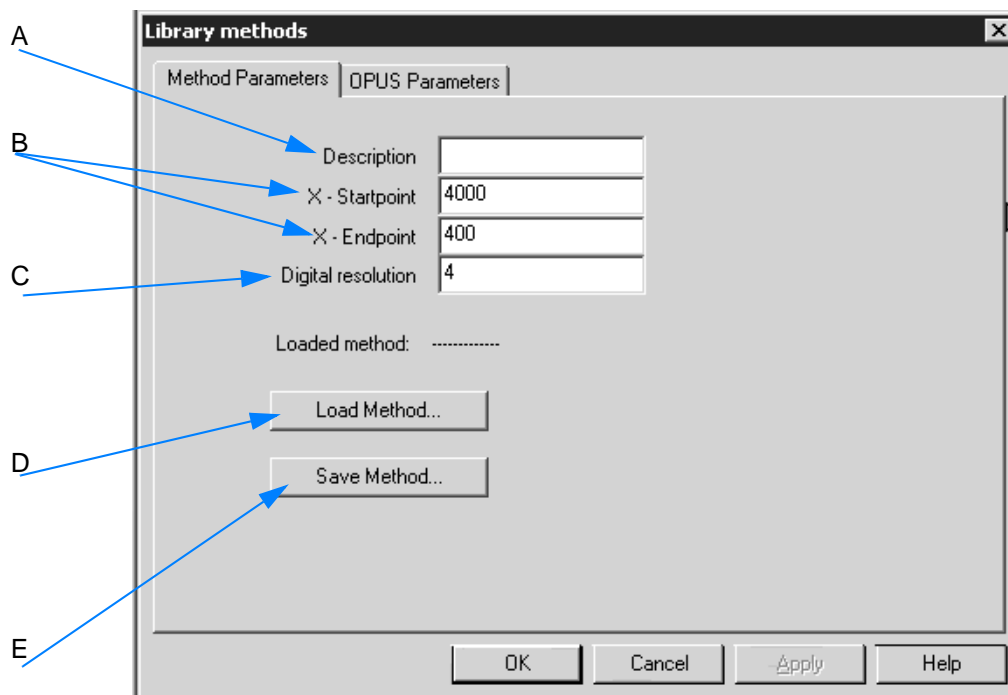 A
Library methods
Method Parameters OPUS Parameters
Description
B
X - Startpoint 4000
X - Endpoint 400
C
Digital resolution 4
Loaded method: -------------
Load Method...
D
Save Method...
E
OK Cancel Apply Help